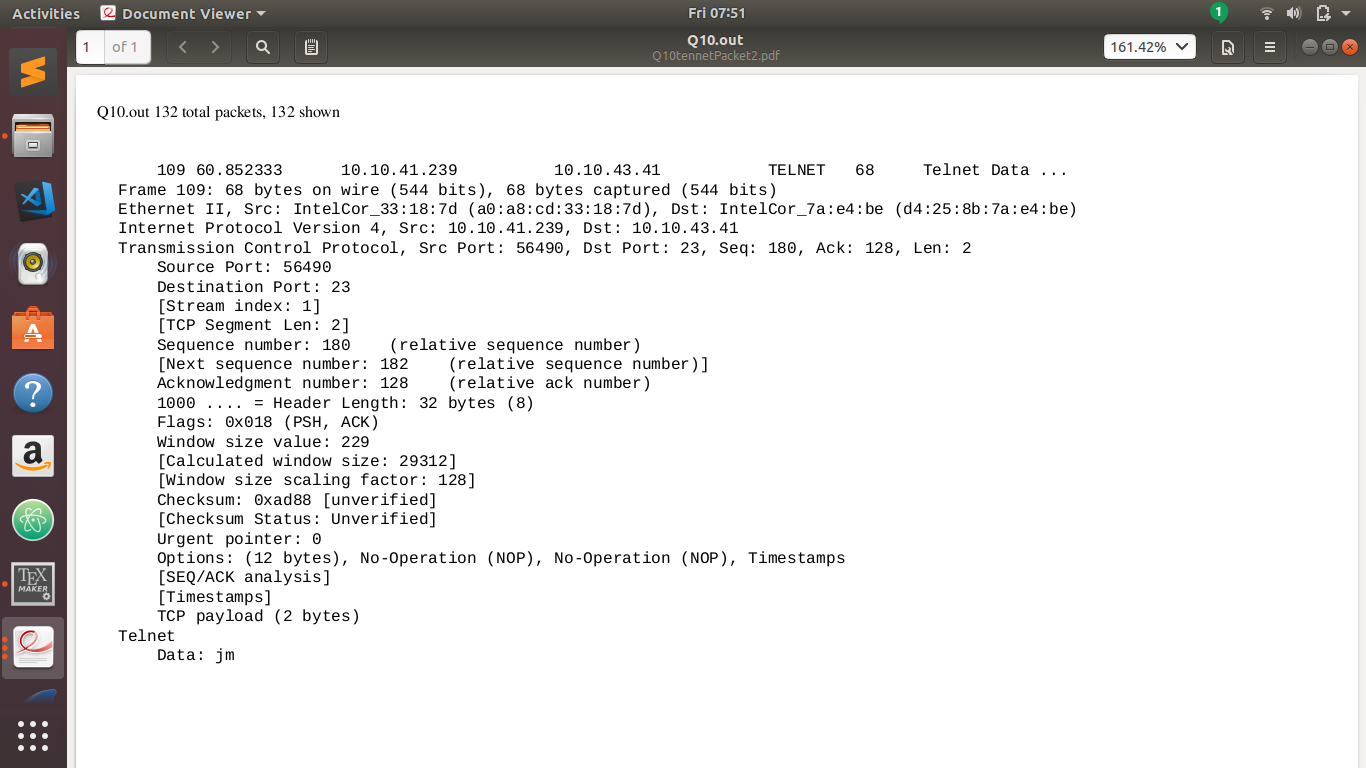 Activities Document Viewer Fri 07:51 1
1 of 1 Q10.out 161.42%
Q10tennetPacket2.pdf
Q10.out 132 total packets, 132 shown
109 60.852333 10.10.41.239 10.10.43.41 TELNET 68 Telnet Data ...
Frame 109: 68 bytes on wire (544 bits), 68 bytes captured (544 bits)
Ethernet II, Src: IntelCor_33:18:7d (a0:a8:cd:33:18:7d), Dst: IntelCor_7a:e4:be (d4:25:8b:7a:e4:be)
Internet Protocol Version 4, Src: 10.10.41.239, Dst: 10.10.43.41
Transmission Control Protocol, Src Port: 56490, Dst Port: 23, Seq: 180, Ack: 128, Len: 2
Source Port: 56490
Destination Port: 23
[Stream index: 1]
[TCP Segment Len: 2]
Sequence number: 180 (relative sequence number)
[Next sequence number: 182 (relative sequence number)]
Acknowledgment number: 128 (relative ack number)
1000 .... = Header Length: 32 bytes (8)
Flags: 0x018 (PSH, ACK)
Window size value: 229
[Calculated window size: 29312]
[Window size scaling factor: 128]
Checksum: 0xad88 [unverified]
[Checksum Status: Unverified]
Urgent pointer: 0
Options: (12 bytes), No-Operation (NOP), No-Operation (NOP), Timestamps
[SEQ/ACK analysis]
[Timestamps]
TCP payload (2 bytes)
Telnet
Data: jm
a
TEX
MAKER